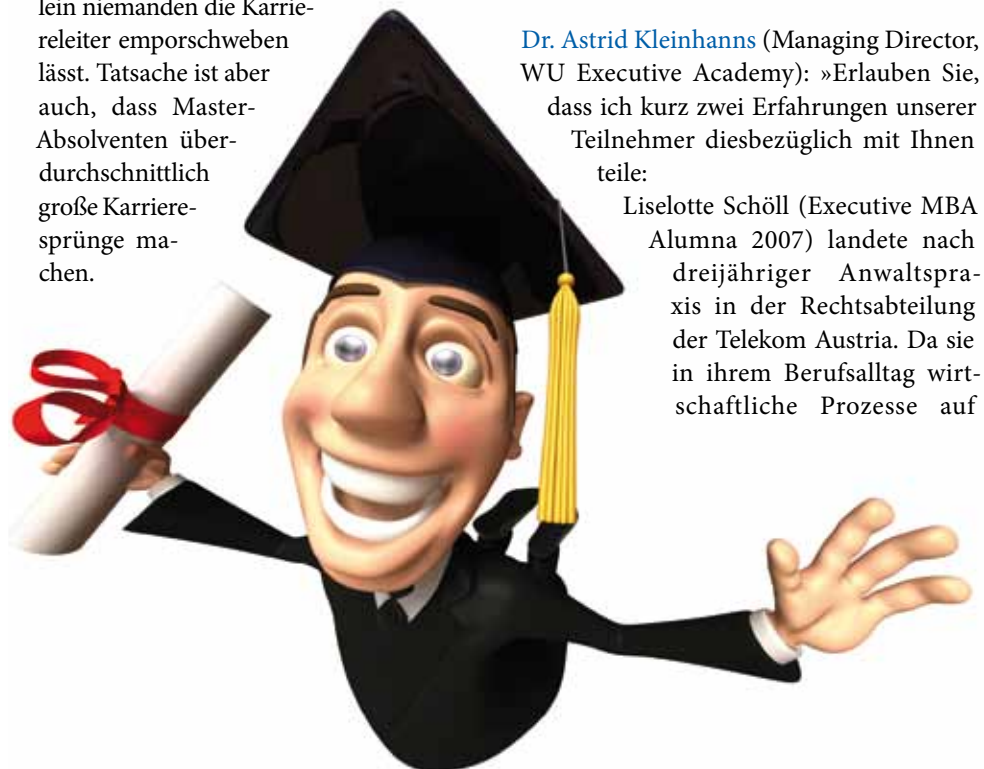 lein niemanden die Karrie-
releiter emporschweben
lässt. Tatsache ist aber
auch, dass Master-
Absolventen über-
durchschnittlich
große Karriere-
sprünge ma-
chen.
Dr. Astrid Kleinhanns (Managing Director,
WU Executive Academy): »Erlauben Sie,
dass ich kurz zwei Erfahrungen unserer
Teilnehmer diesbezüglich mit Ihnen
teile:
Liselotte Schöll (Executive MBA
Alumna 2007) landete nach
dreijähriger Anwaltspra-
xis in der Rechtsabteilung
der Telekom Austria. Da sie
in ihrem Berufsalltag wirt-
schaftliche Prozesse auf